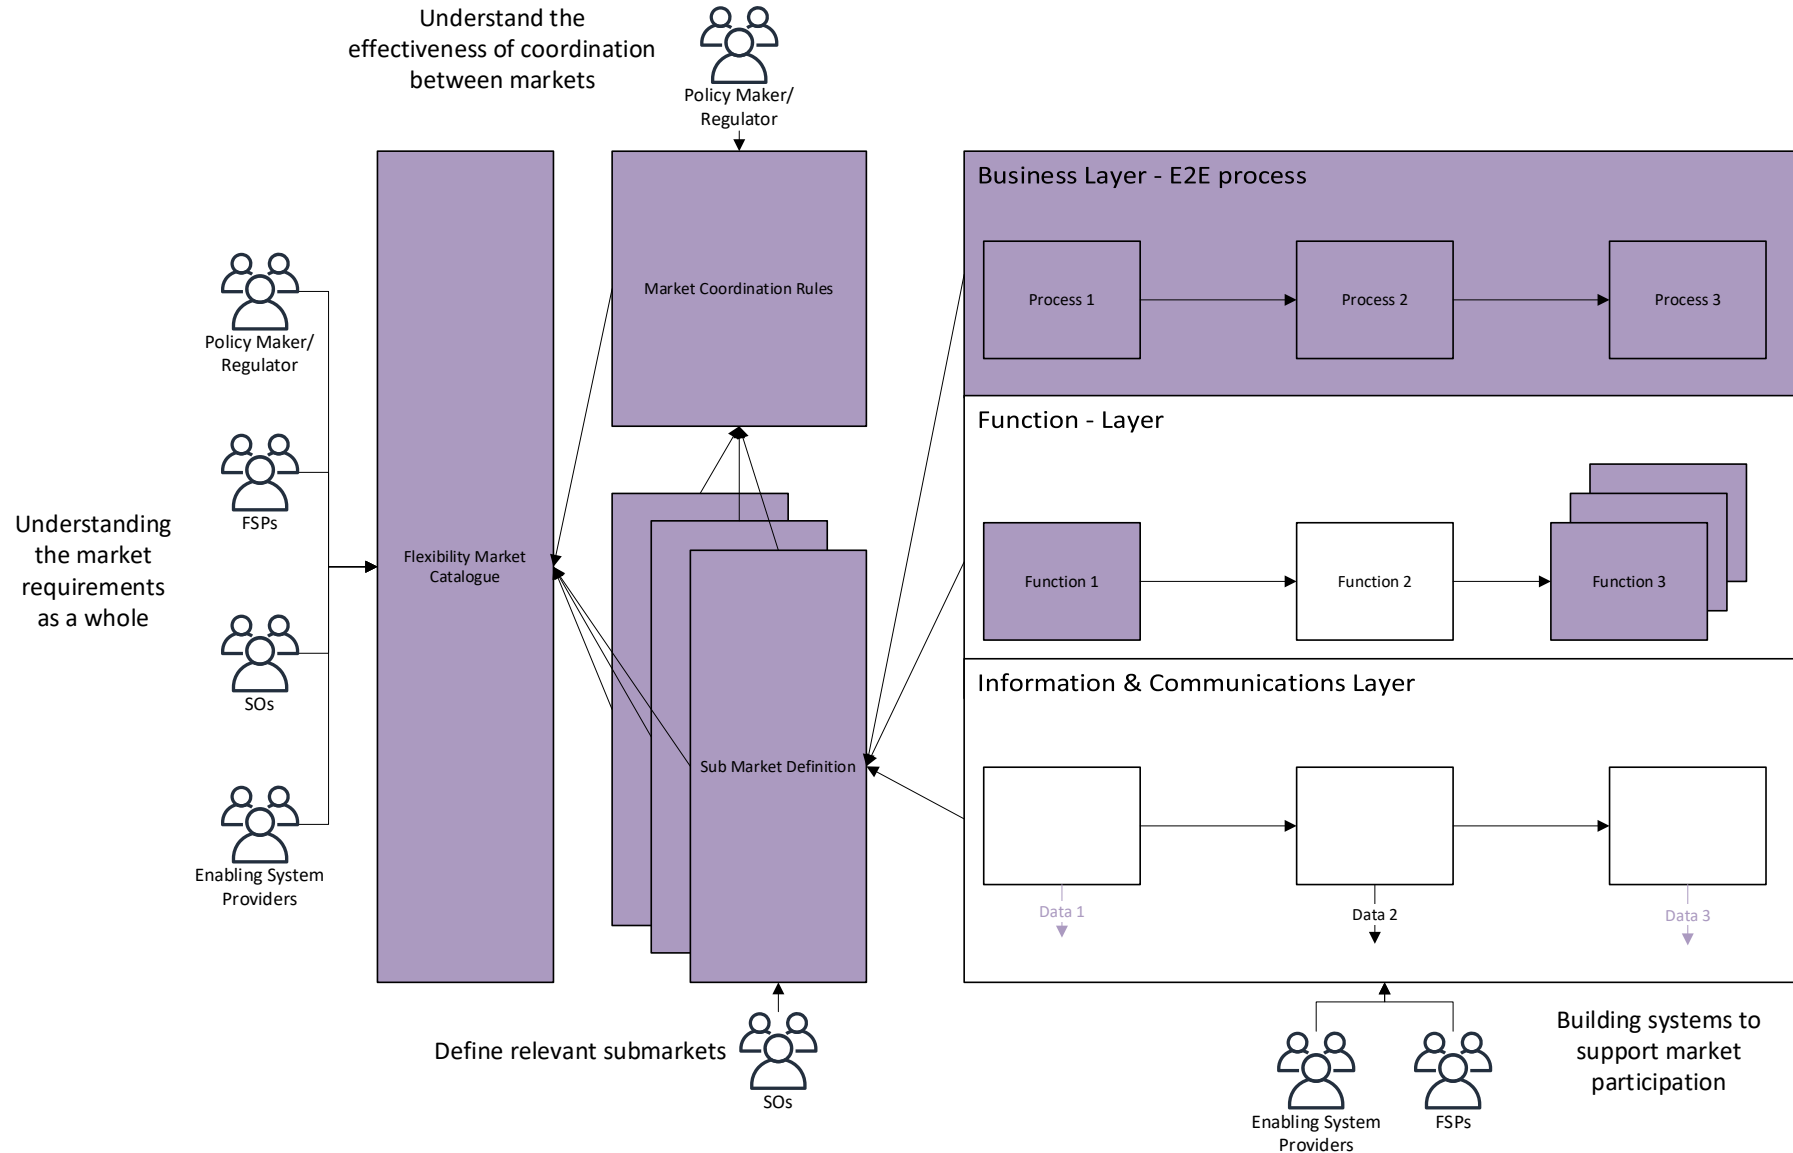 Understand the
effectiveness of coordination
between markets
Policy Maker/
Regulator
Understanding
the market
requirements
as a whole
Policy Maker/
Regulator
FSPs
SOs
Enabling System
Providers
Flexibility Market
Catalogue
Market Coordination Rules
Sub Market Definition
Define relevant submarkets
SOs
Business Layer - E2E process
Process 1
Process 2
Process 3
Function - Layer
Function 1
Function 2
Function 3
Information & Communications Layer
Data 1
Data 2
Data 3
Enabling System
Providers
FSPs
Building systems to
support market
participation